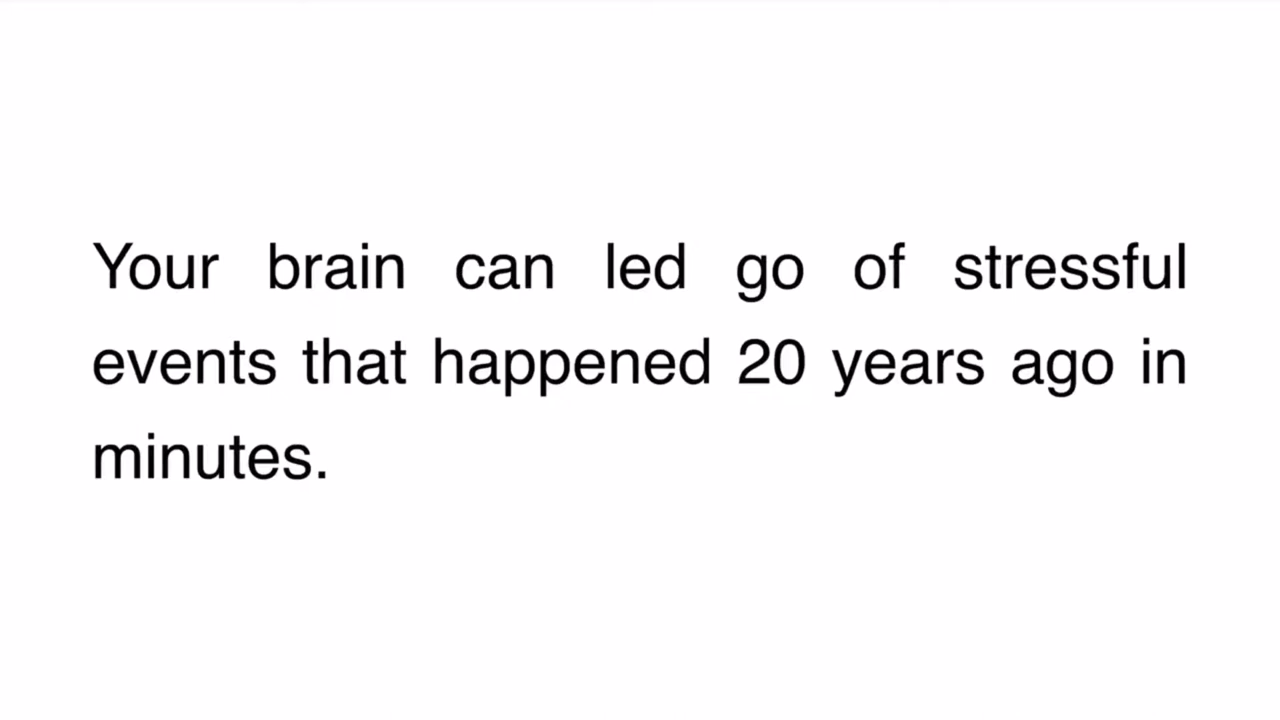 Your brain can led go of stressful
events that happened 20 years ago in
minutes.